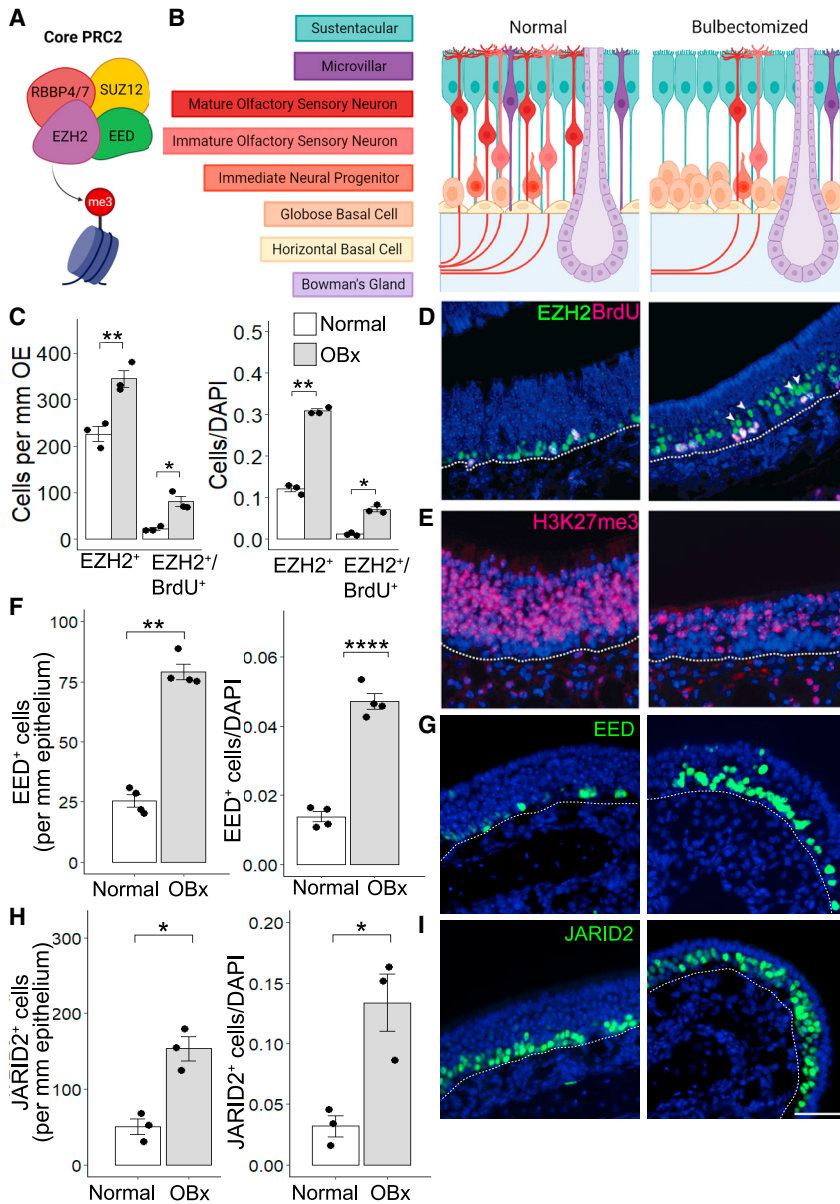 A
Core PRC2
RBBP4/7
SUZ12
EZH2
EED
me3
B
Sustentacular
Microvillar
Mature Olfactory Sensory Neuron
Immature Olfactory Sensory Neuron
Immediate Neural Progenitor
Globose Basal Cell
Horizontal Basal Cell
Bowman's Gland
Normal
Bulbectomized
C
Cells per mm OE
400
300
200
100
0
**
*
EZH2⁺
EZH2⁺/
BrdU⁺
Cells/DAPI
0.5
0.4
0.3
0.2
0.1
0.0
**
*
EZH2⁺
EZH2⁺/
BrdU⁺
Normal
OBx
D
EZH2BrdU
E
H3K27me3
F
EED⁺ cells
(per mm epithelium)
100
75
50
25
0
**
Normal
OBx
EED⁺ cells/DAPI
0.06
0.04
0.02
0.00
****
Normal
OBx
G
EED
H
JARID2⁺ cells
(per mm epithelium)
300
200
100
50
0
*
Normal
OBx
JARID2⁺ cells/DAPI
0.20
0.15
0.10
0.05
0.00
*
Normal
OBx
I
JARID2